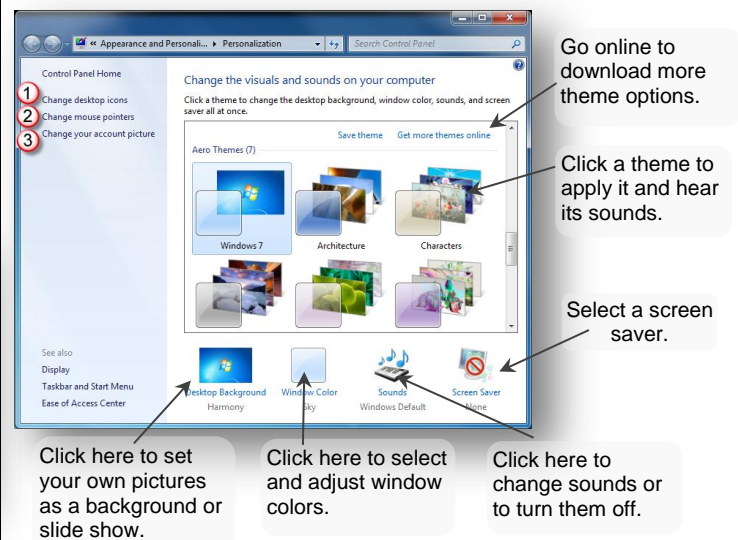 « Appearance and Personali... ▸ Personalization
Search Control Panel
Control Panel Home
1 Change desktop icons
2 Change mouse pointers
3 Change your account picture
Change the visuals and sounds on your computer
Click a theme to change the desktop background, window color, sounds, and screen
saver all at once.
Save theme Get more themes online
Aero Themes (7)
Windows 7 Architecture Characters
See also
Display
Taskbar and Start Menu
Ease of Access Center
Desktop Background
Harmony
Window Color
Sky
Sounds
Windows Default
Screen Saver
None
Go online to
download more
theme options.
Click a theme to
apply it and hear
its sounds.
Select a screen
saver.
Click here to set
your own pictures
as a background or
slide show.
Click here to select
and adjust window
colors.
Click here to
change sounds or
to turn them off.